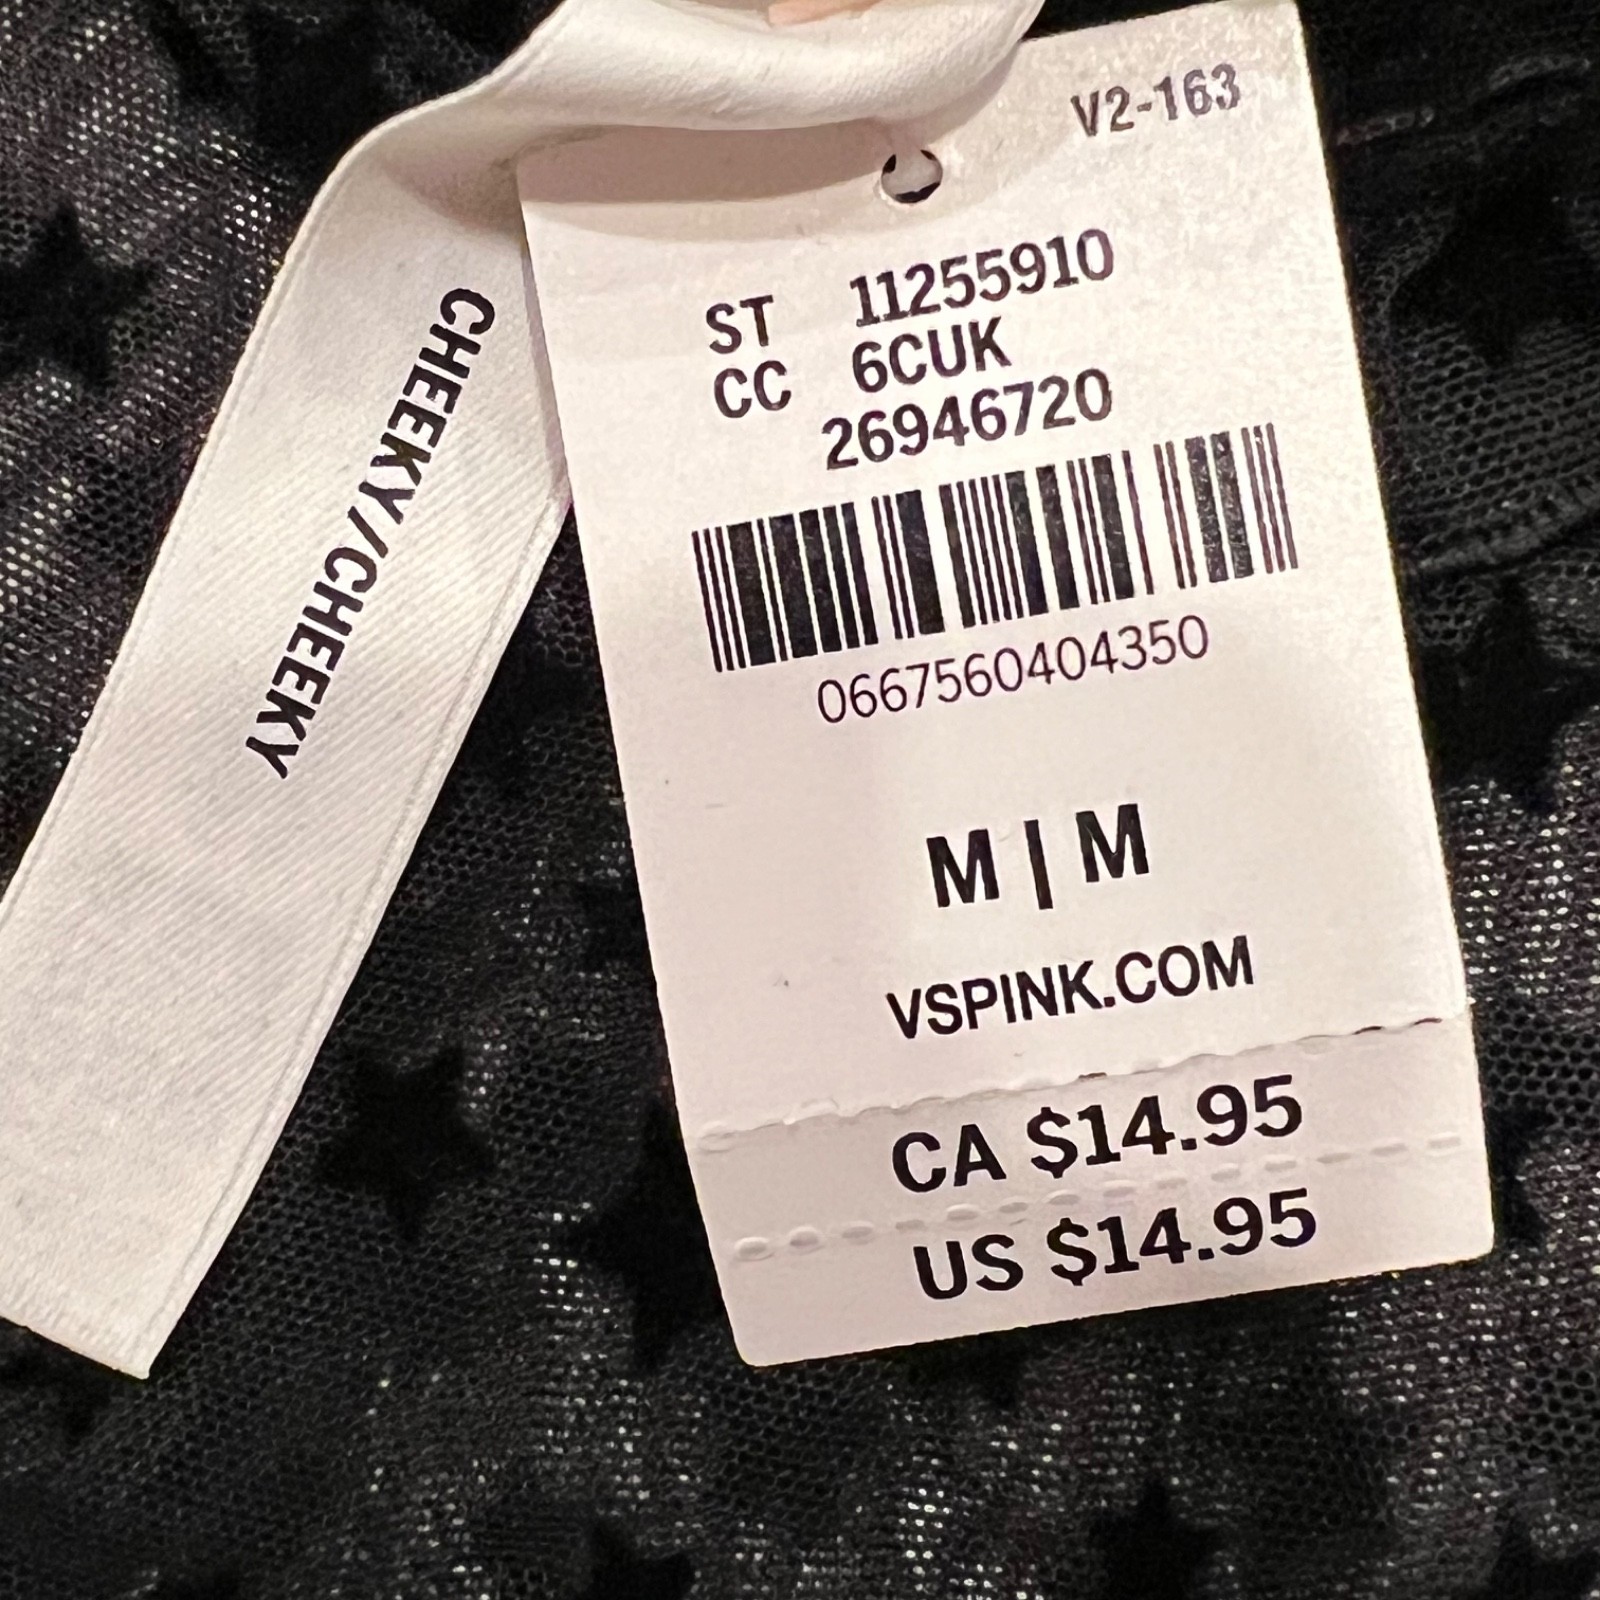 V2-163
ST 11255910
CC 6CUK
26946720
0667560404350
M | M
VSPINK.COM
CA $14.95
US $14.95
CHEEKY/CHEEKY